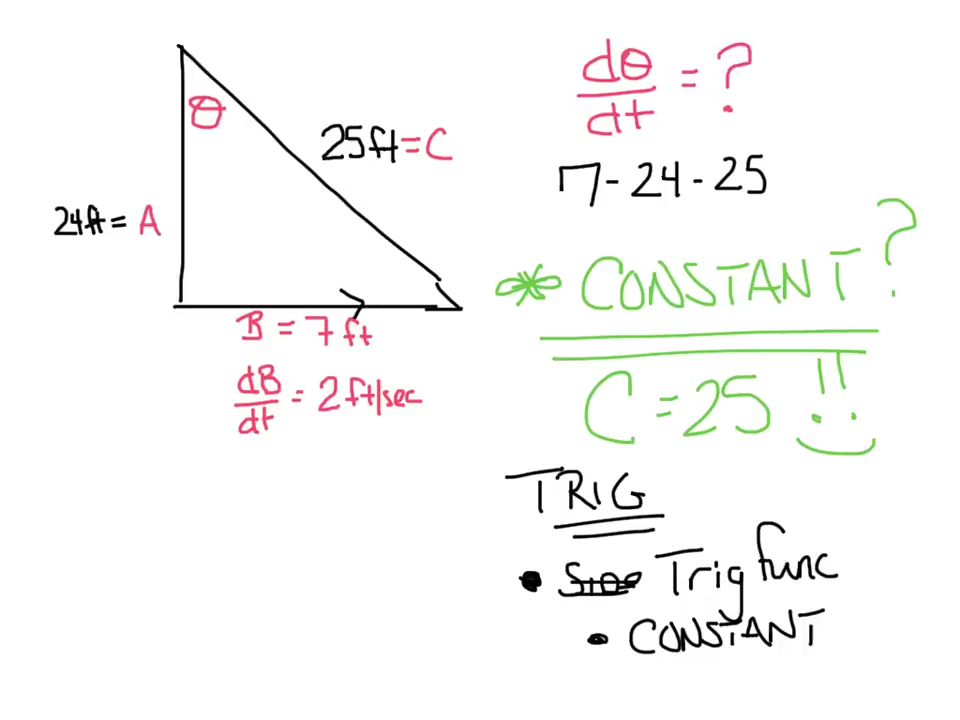 θ
25ft = C
24ft = A
B = 7 ft
dB/dt = 2 ft/sec
dθ/dt = ?
7 - 24 - 25
* CONSTANT ?
C = 25 !!
TRIG
• Trig func
• CONSTANT